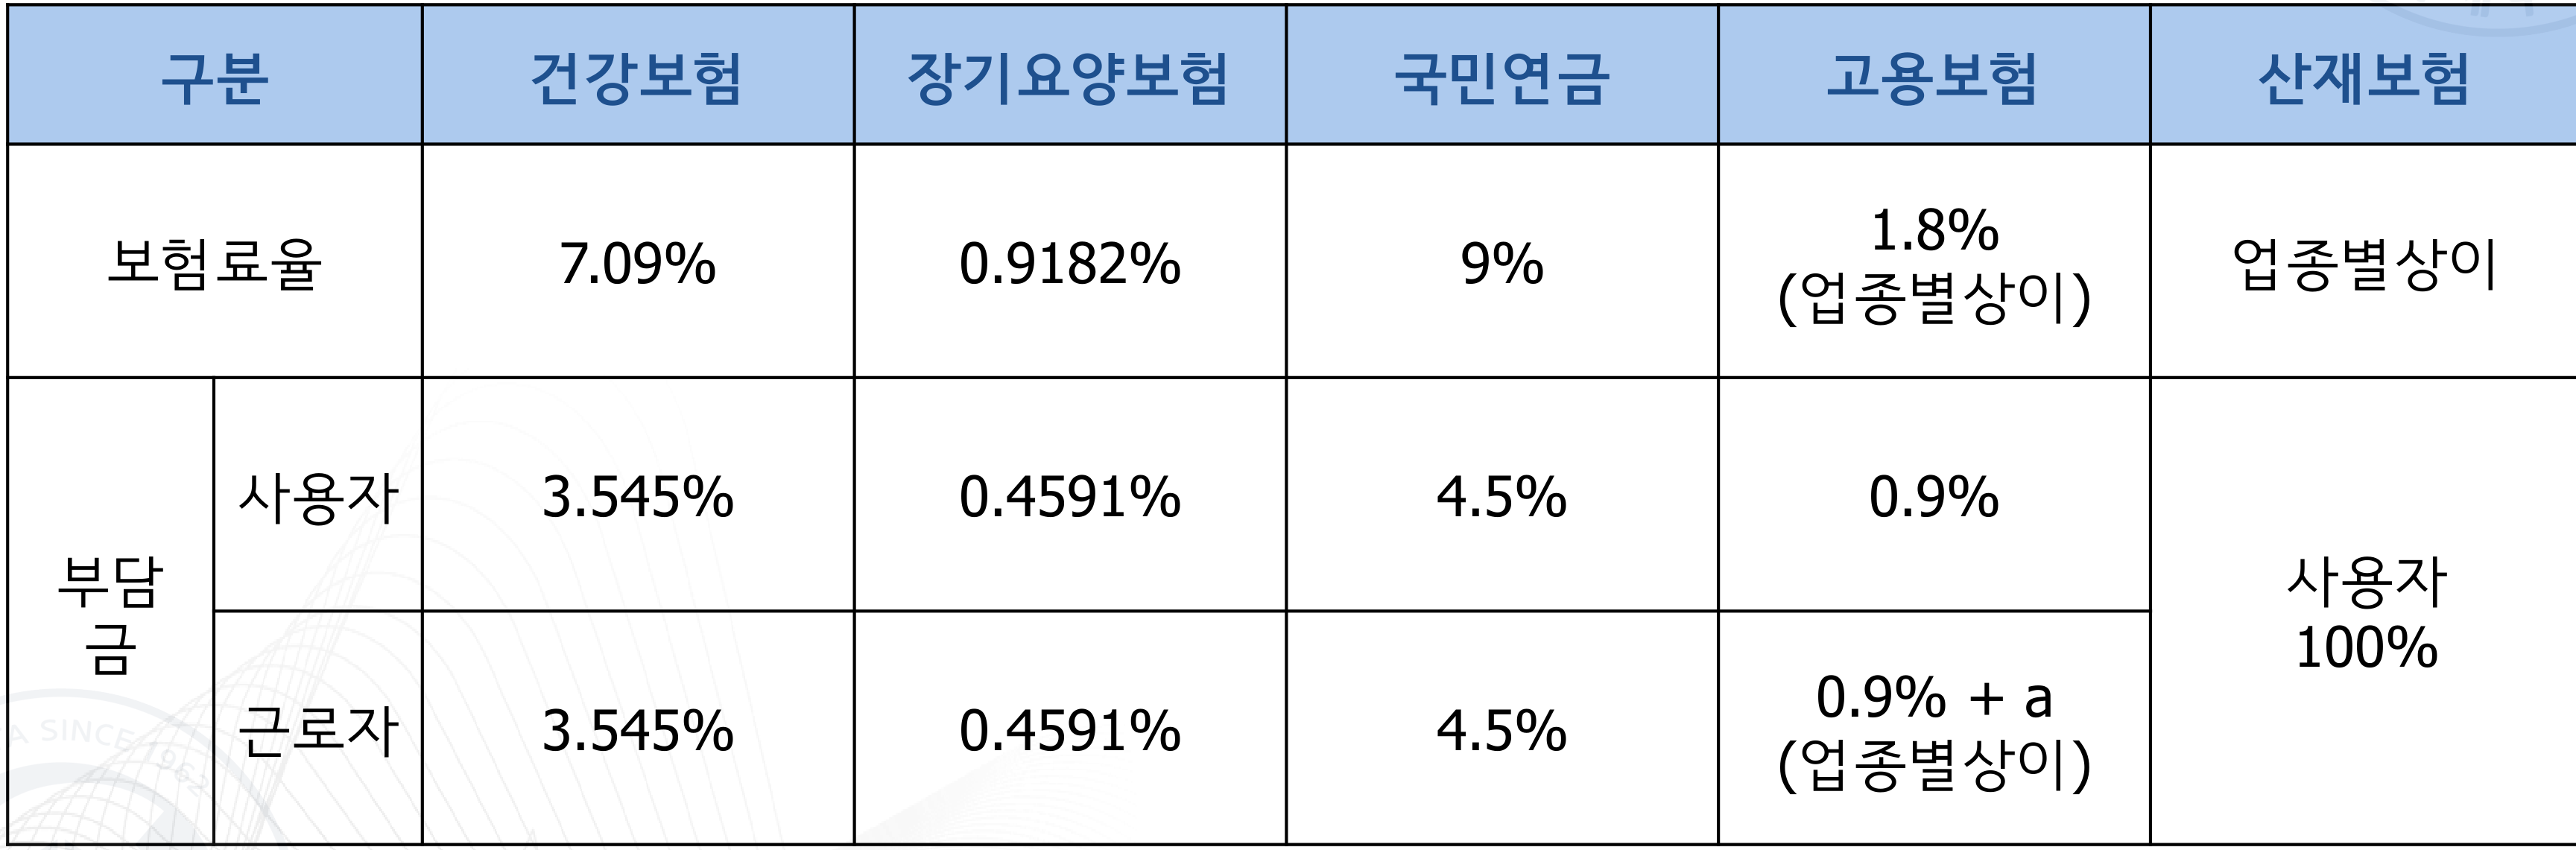 구분 건강보험 장기요양보험 국민연금 고용보험 산재보험
보험료율 7.09% 0.9182% 9% 1.8% (업종별상이) 업종별상이
부담금
사용자 3.545% 0.4591% 4.5% 0.9%
사용자 100%
근로자 3.545% 0.4591% 4.5% 0.9% + a (업종별상이)
A SINCE 1962